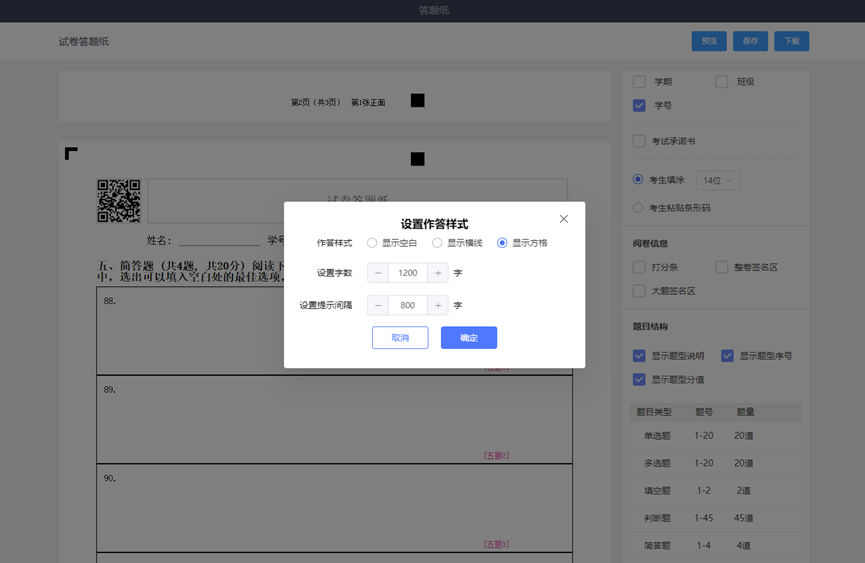 答题纸
试卷答题纸
预览 保存 下载
第2页（共3页） 第1张正面
试卷答题纸
姓名： 学号
五、简答题（共4题，共20分）阅读下
中，选出可以填入空白处的最佳选项，
88.
89.
[五题2]
90.
[五题3]
设置作答样式
作答样式 显示空白 显示横线 显示方格
设置字数 − 1200 + 字
设置提示间隔 − 800 + 字
取消 确定
学期 班级
学号
考试承诺书
考生填涂 14位
考生粘贴条形码
问卷信息
打分条 整卷签名区
大题签名区
题目结构
显示题型说明 显示题型序号
显示题型分值
题目类型 题号 题量
单选题 1-20 20道
多选题 1-20 20道
填空题 1-2 2道
判断题 1-45 45道
简答题 1-4 4道